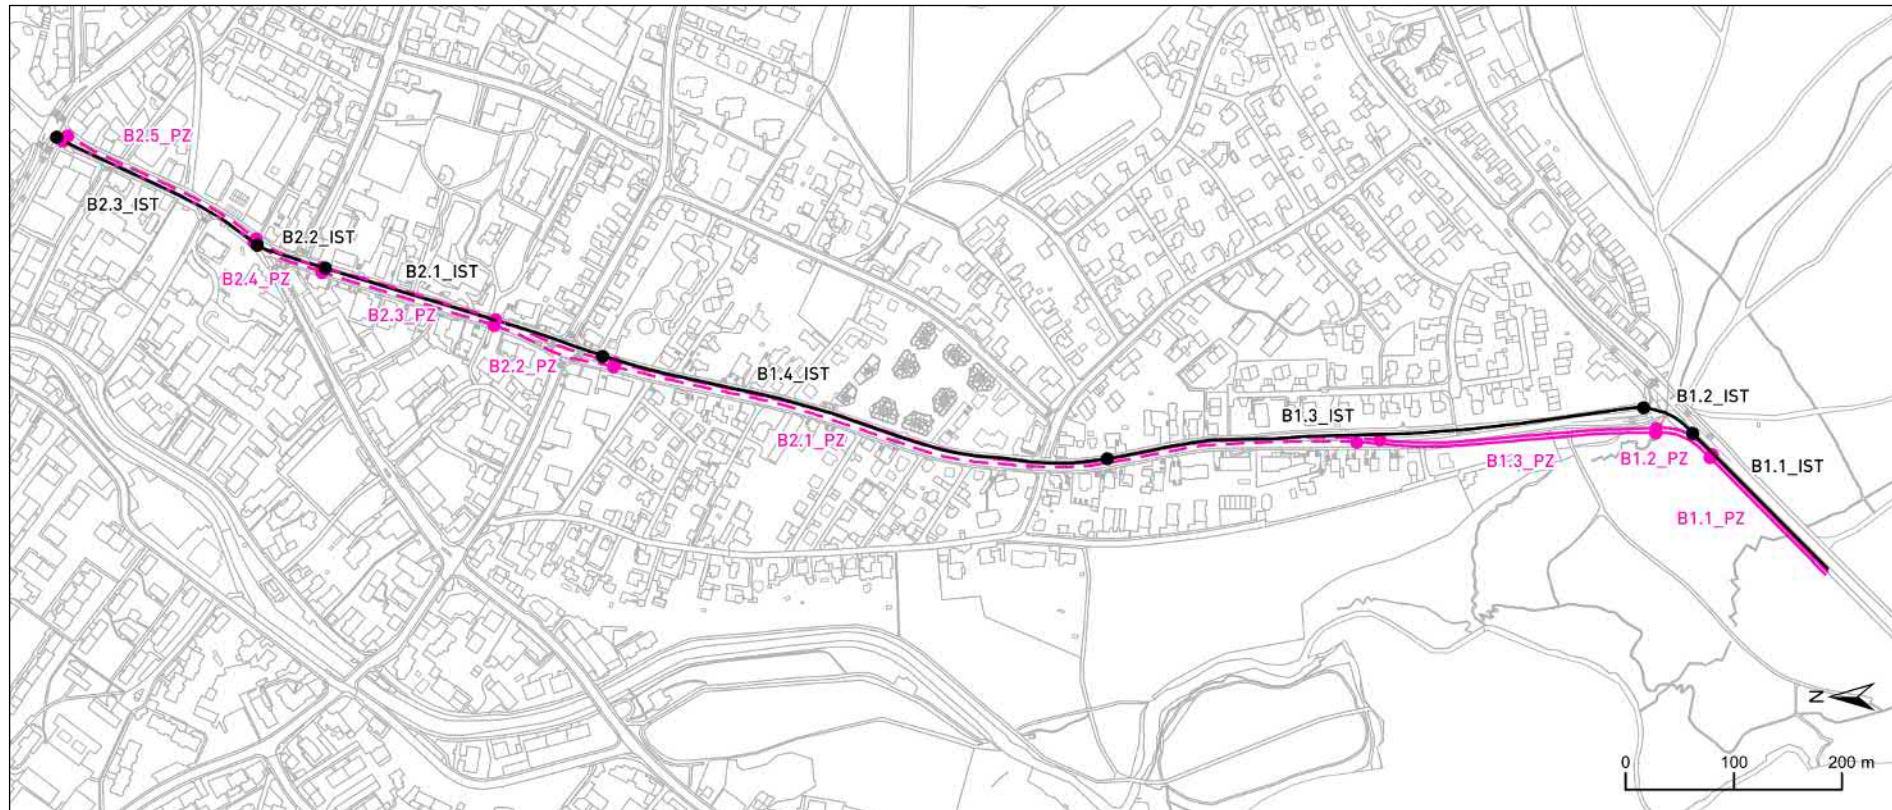 B2.5_PZ
B2.3_IST
B2.2_IST
B2.4_PZ
B2.1_IST
B2.3_PZ
B2.2_PZ
B1.4_IST
B2.1_PZ
B1.3_IST
B1.2_IST
B1.3_PZ
B1.2_PZ
B1.1_IST
B1.1_PZ
N
0 100 200 m